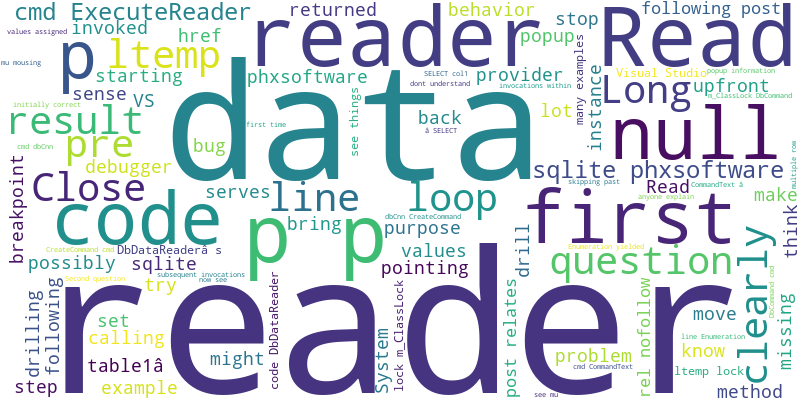 cmd ExecuteReader
returned
behavior
following post
values assigned
invoked
reader
stop
Read
mu mousing
p
ltemp
href
popup
many examples
starting
phxsoftware
SELECT col1
provider
Visual Studio
popup information
sense
VS
data
dont understand
invocations within
instance
Long
upfront
m_ClassLock DbCommand
initially correct
first time
see things
back
lot
null
result
pre
bug
â SELECT
cmd dbCnn
debugger
sqlite phxsoftware
multiple row
breakpoint
Close
serves
line
loop
skipping past
Read
CommandText â
make
anyone explain
think
code
bring
p
p
dbCnn CreateCommand
purpose
first
CreateCommand cmd
DbDataReaderâ s
values
drill
Enumeration yielded
question
clearly
possibly
sqlite
pointing
subsequent invocations
now see
Second question
try
reader
code DbDataReader
lock m_ClassLock
System
post relates
rel nofollow
move
DbCommand cmd
missing
drilling
following
set
calling
line Enumeration
table1â
might
problem
know
step
example
cmd CommandText
ltemp lock
see mu
method